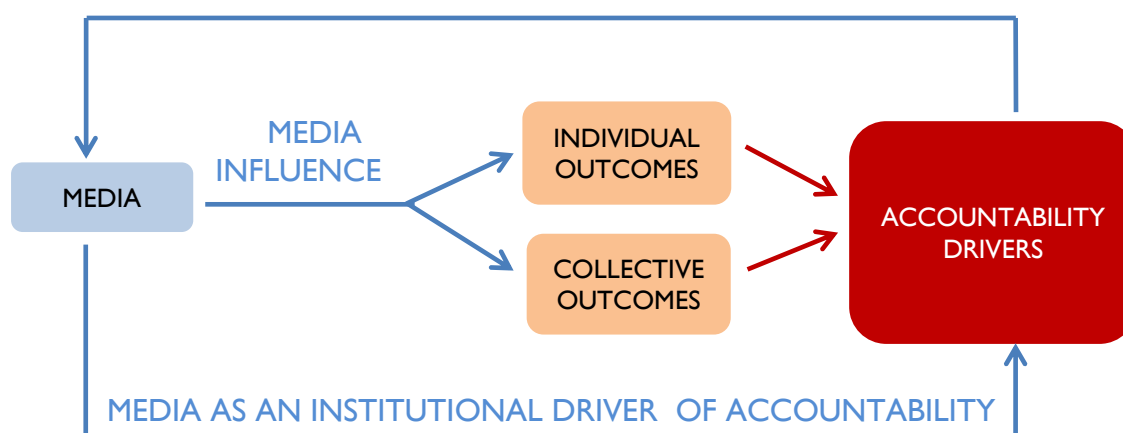 MEDIA
INFLUENCE
MEDIA
INDIVIDUAL
OUTCOMES
COLLECTIVE
OUTCOMES
ACCOUNTABILITY
DRIVERS
MEDIA AS AN INSTITUTIONAL DRIVER OF ACCOUNTABILITY